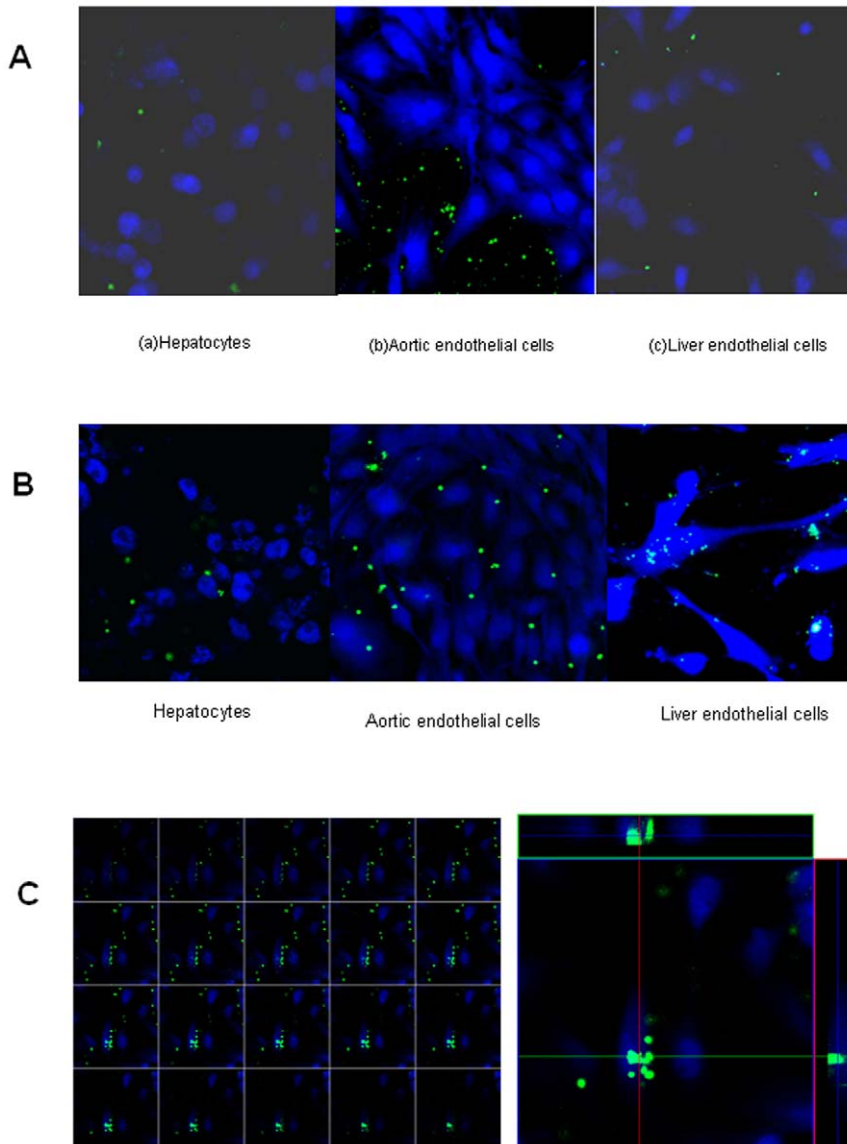 A
(a)Hepatocytes
(b)Aortic endothelial cells
(c)Liver endothelial cells
B
Hepatocytes
Aortic endothelial cells
Liver endothelial cells
C